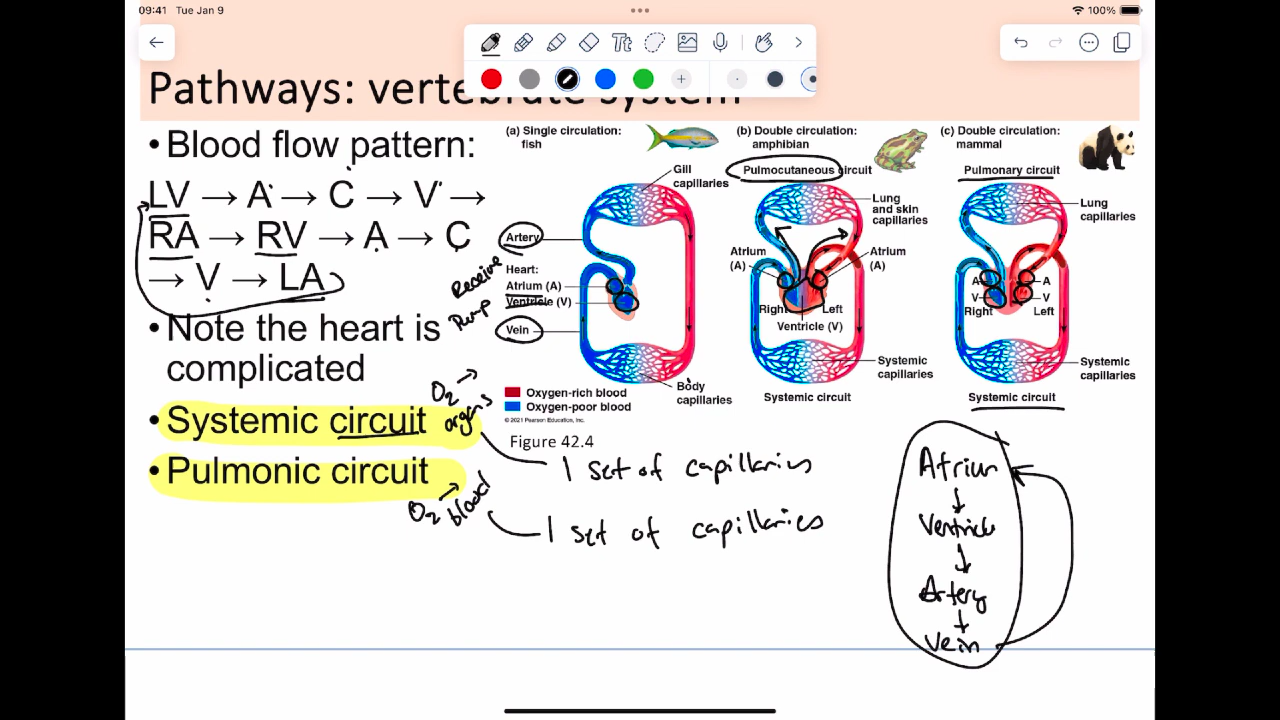 09:41 Tue Jan 9
100%
Tt
Pathways: vertebrate system
• Blood flow pattern:
LV → A → C → V →
RA → RV → A → C
→ V → LA
• Note the heart is
complicated
• Systemic circuit
• Pulmonic circuit
Receive
Pump
O2 → organs
O2 → blood
(a) Single circulation:
fish
Gill
capillaries
Artery
Heart:
Atrium (A)
Ventricle (V)
Vein
Body
capillaries
Oxygen-rich blood
Oxygen-poor blood
© 2021 Pearson Education, Inc.
Figure 42.4
(b) Double circulation:
amphibian
Pulmocutaneous circuit
Lung
and skin
capillaries
Atrium
(A)
Atrium
(A)
Right
Left
Ventricle (V)
Systemic
capillaries
Systemic circuit
(c) Double circulation:
mammal
Pulmonary circuit
Lung
capillaries
A
A
V
V
Right
Left
Systemic
capillaries
Systemic circuit
1 set of capillaries
1 set of capillaries
Atrium
↓
Ventricle
↓
Artery
↓
Vein